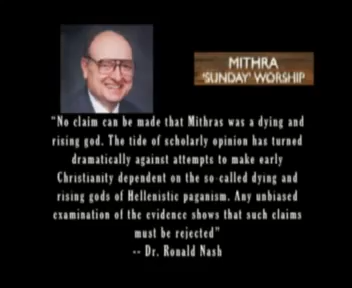 MITHRA
'SUNDAY' WORSHIP
"No claim can be made that Mithras was a dying and
rising god. The tide of scholarly opinion has turned
dramatically against attempts to make early
Christianity dependent on the so-called dying and
rising gods of Hellenistic paganism. Any unbiased
examination of the evidence shows that such claims
must be rejected"
-- Dr. Ronald Nash